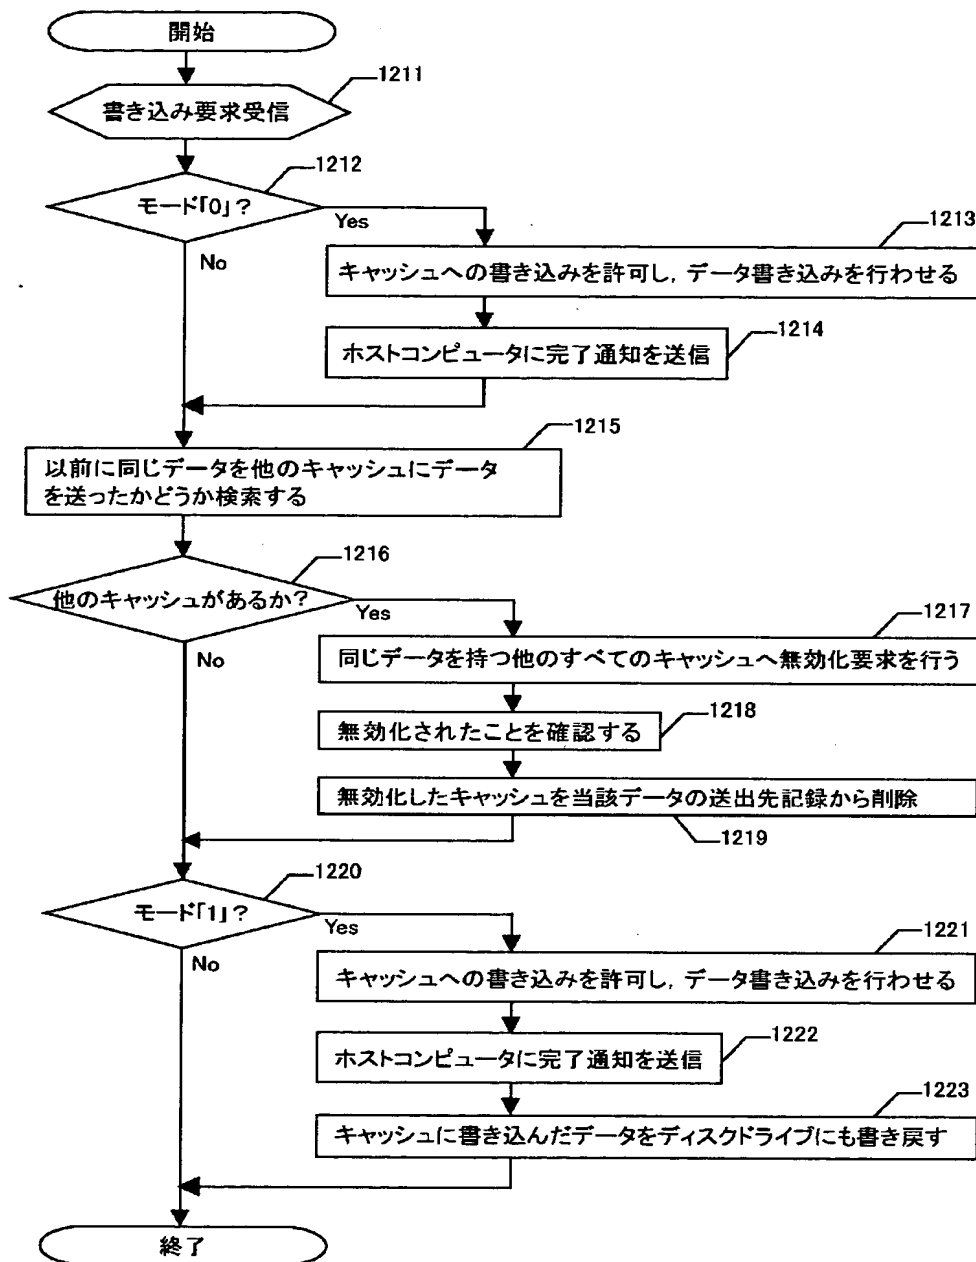 開始
1211
書き込み要求受信
1212
モード「0」?
Yes
No
1213
キャッシュへの書き込みを許可し, データ書き込みを行わせる
1214
ホストコンピュータに完了通知を送信
1215
以前に同じデータを他のキャッシュにデータ
を送ったかどうか検索する
1216
他のキャッシュがあるか?
Yes
No
1217
同じデータを持つ他のすべてのキャッシュへ無効化要求を行う
1218
無効化されたことを確認する
無効化したキャッシュを当該データの送出先記録から削除
1219
1220
モード「1」?
Yes
No
1221
キャッシュへの書き込みを許可し, データ書き込みを行わせる
1222
ホストコンピュータに完了通知を送信
1223
キャッシュに書き込んだデータをディスクドライブにも書き戻す
終了